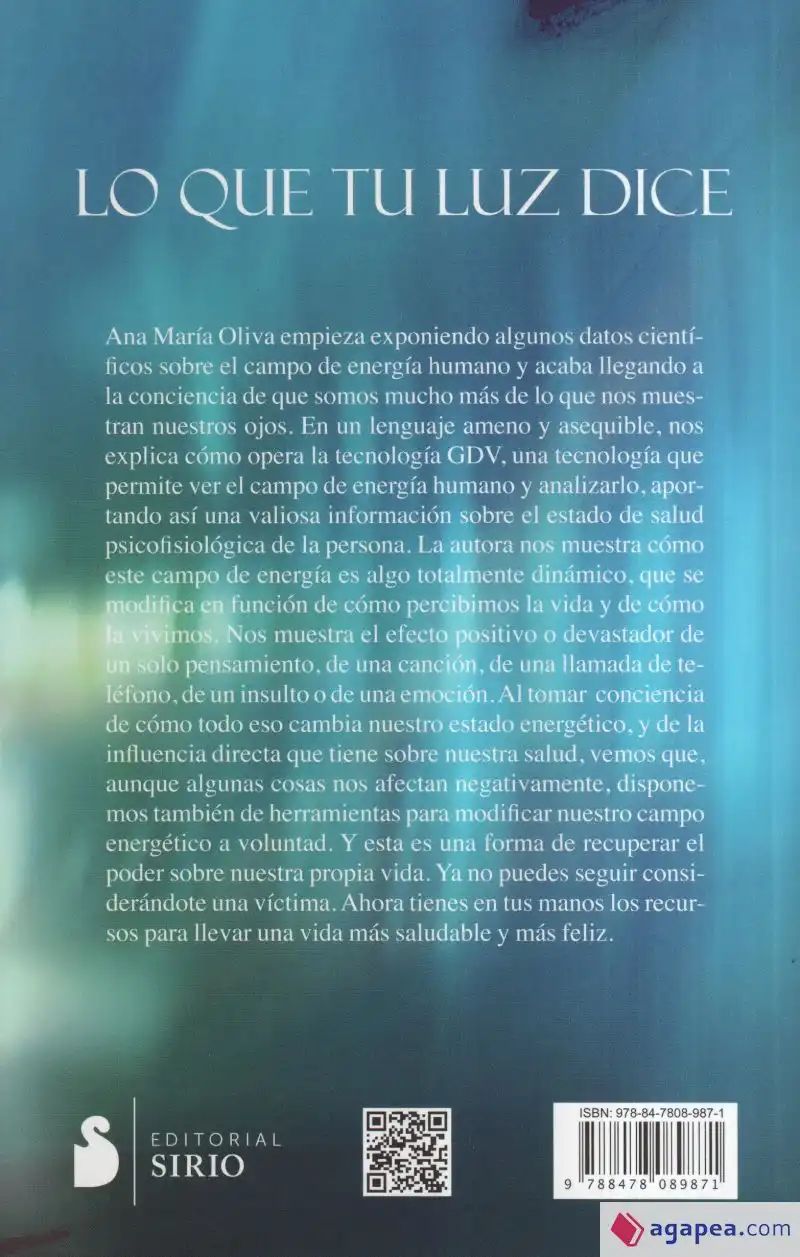 LO QUE TU LUZ DICE
Ana María Oliva empieza exponiendo algunos datos cientí-
ficos sobre el campo de energía humano y acaba llegando a
la conciencia de que somos mucho más de lo que nos mues-
tran nuestros ojos. En un lenguaje ameno y asequible, nos
explica cómo opera la tecnología GDV, una tecnología que
permite ver el campo de energía humano y analizarlo, apor-
tando así una valiosa información sobre el estado de salud
psicofisiológica de la persona. La autora nos muestra cómo
este campo de energía es algo totalmente dinámico, que se
modifica en función de cómo percibimos la vida y de cómo
la vivimos. Nos muestra el efecto positivo o devastador de
un solo pensamiento, de una canción, de una llamada de te-
léfono, de un insulto o de una emoción. Al tomar conciencia
de cómo todo eso cambia nuestro estado energético, y de la
influencia directa que tiene sobre nuestra salud, vemos que,
aunque algunas cosas nos afectan negativamente, dispone-
mos también de herramientas para modificar nuestro campo
energético a voluntad. Y esta es una forma de recuperar el
poder sobre nuestra propia vida. Ya no puedes seguir consi-
derándote una víctima. Ahora tienes en tus manos los recur-
sos para llevar una vida más saludable y más feliz.
EDITORIAL
SIRIO
ISBN: 978-84-7808-987-1
9 788478 089871
agapea.com